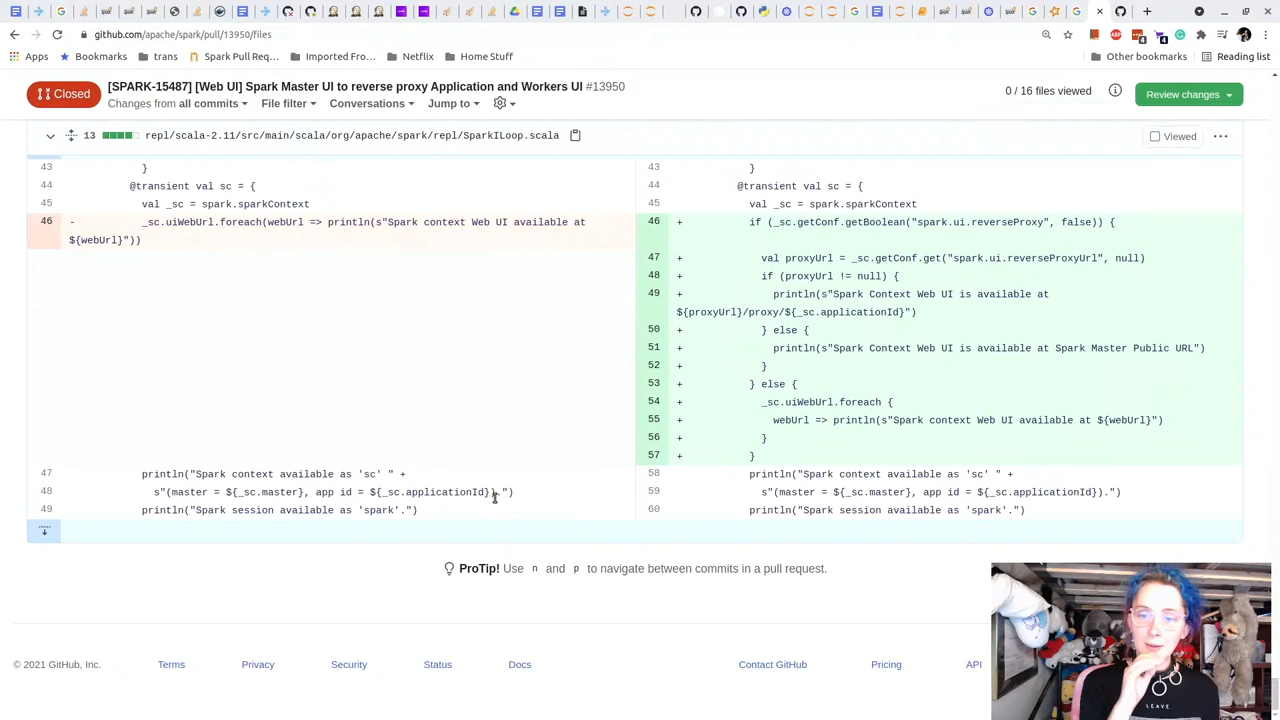 github.com/apache/spark/pull/13950/files
Apps Bookmarks trans Spark Pull Req... Imported Fro... Netflix Home Stuff Other bookmarks Reading list
Closed
[SPARK-15487] [Web UI] Spark Master UI to reverse proxy Application and Workers UI #13950
Changes from all commits File filter Conversations Jump to
0 / 16 files viewed
Review changes
13 repl/scala-2.11/src/main/scala/org/apache/spark/repl/SparkILoop.scala
Viewed
43 }
44 @transient val sc = {
45 val _sc = spark.sparkContext
46 - _sc.uiWebUrl.foreach(webUrl => println(s"Spark context Web UI available at
${webUrl}"))
47 println("Spark context available as 'sc' " +
48 s"(master = ${_sc.master}, app id = ${_sc.applicationId}).")
49 println("Spark session available as 'spark'.")
43 }
44 @transient val sc = {
45 val _sc = spark.sparkContext
46 + if (_sc.getConf.getBoolean("spark.ui.reverseProxy", false)) {
47 + val proxyUrl = _sc.getConf.get("spark.ui.reverseProxyUrl", null)
48 + if (proxyUrl != null) {
49 + println(s"Spark Context Web UI is available at
${proxyUrl}/proxy/${_sc.applicationId}")
50 + } else {
51 + println(s"Spark Context Web UI is available at Spark Master Public URL")
52 + }
53 + } else {
54 + _sc.uiWebUrl.foreach {
55 + webUrl => println(s"Spark context Web UI available at ${webUrl}")
56 + }
57 + }
58 println("Spark context available as 'sc' " +
59 s"(master = ${_sc.master}, app id = ${_sc.applicationId}).")
60 println("Spark session available as 'spark'.")
ProTip! Use n and p to navigate between commits in a pull request.
© 2021 GitHub, Inc. Terms Privacy Security Status Docs Contact GitHub Pricing API
LEAVE